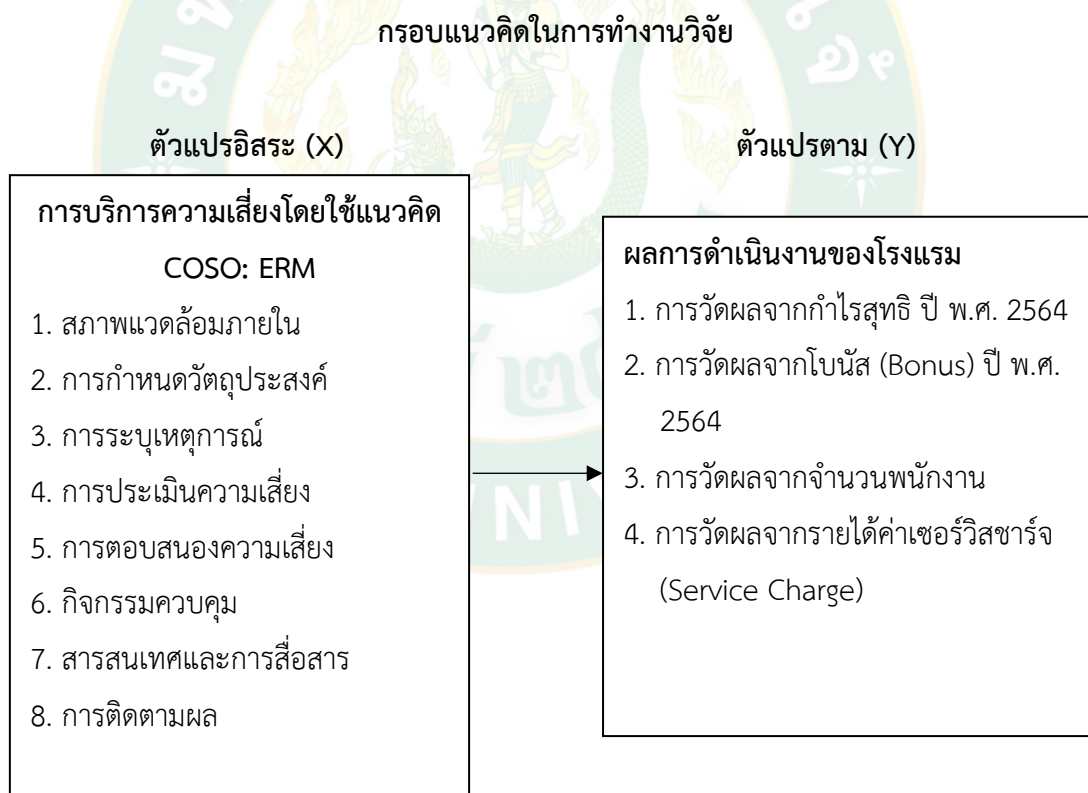 กรอบแนวคิดในการทำงานวิจัย
ตัวแปรอิสระ (X)
การบริการความเสี่ยงโดยใช้แนวคิด
COSO: ERM
1. สภาพแวดล้อมภายใน
2. การกำหนดวัตถุประสงค์
3. การระบุเหตุการณ์
4. การประเมินความเสี่ยง
5. การตอบสนองความเสี่ยง
6. กิจกรรมควบคุม
7. สารสนเทศและการสื่อสาร
8. การติดตามผล
ตัวแปรตาม (Y)
ผลการดำเนินงานของโรงแรม
1. การวัดผลจากกำไรสุทธิ ปี พ.ศ. 2564
2. การวัดผลจากโบนัส (Bonus) ปี พ.ศ.
2564
3. การวัดผลจากจำนวนพนักงาน
4. การวัดผลจากรายได้ค่าเซอร์วิสชาร์จ
(Service Charge)